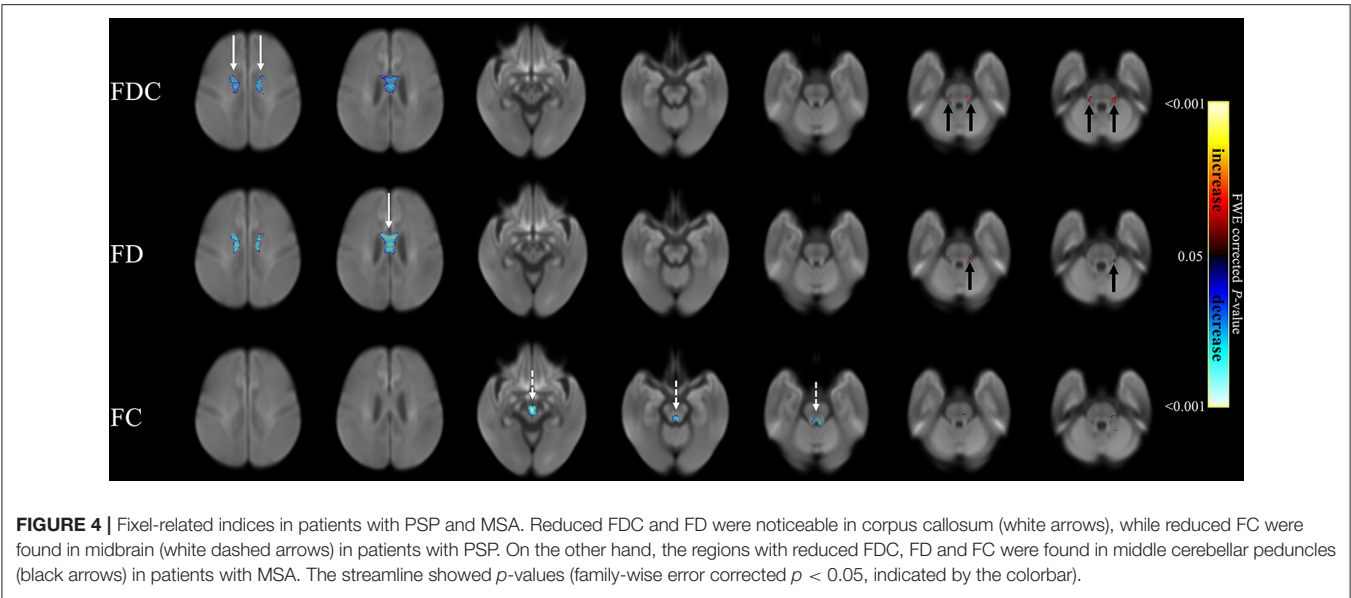 FDC
FD
FC
<0.001
increase
0.05
decrease
<0.001
FWE corrected P-value
FIGURE 4 | Fixel-related indices in patients with PSP and MSA. Reduced FDC and FD were noticeable in corpus callosum (white arrows), while reduced FC were
found in midbrain (white dashed arrows) in patients with PSP. On the other hand, the regions with reduced FDC, FD and FC were found in middle cerebellar peduncles
(black arrows) in patients with MSA. The streamline showed p-values (family-wise error corrected p < 0.05, indicated by the colorbar).